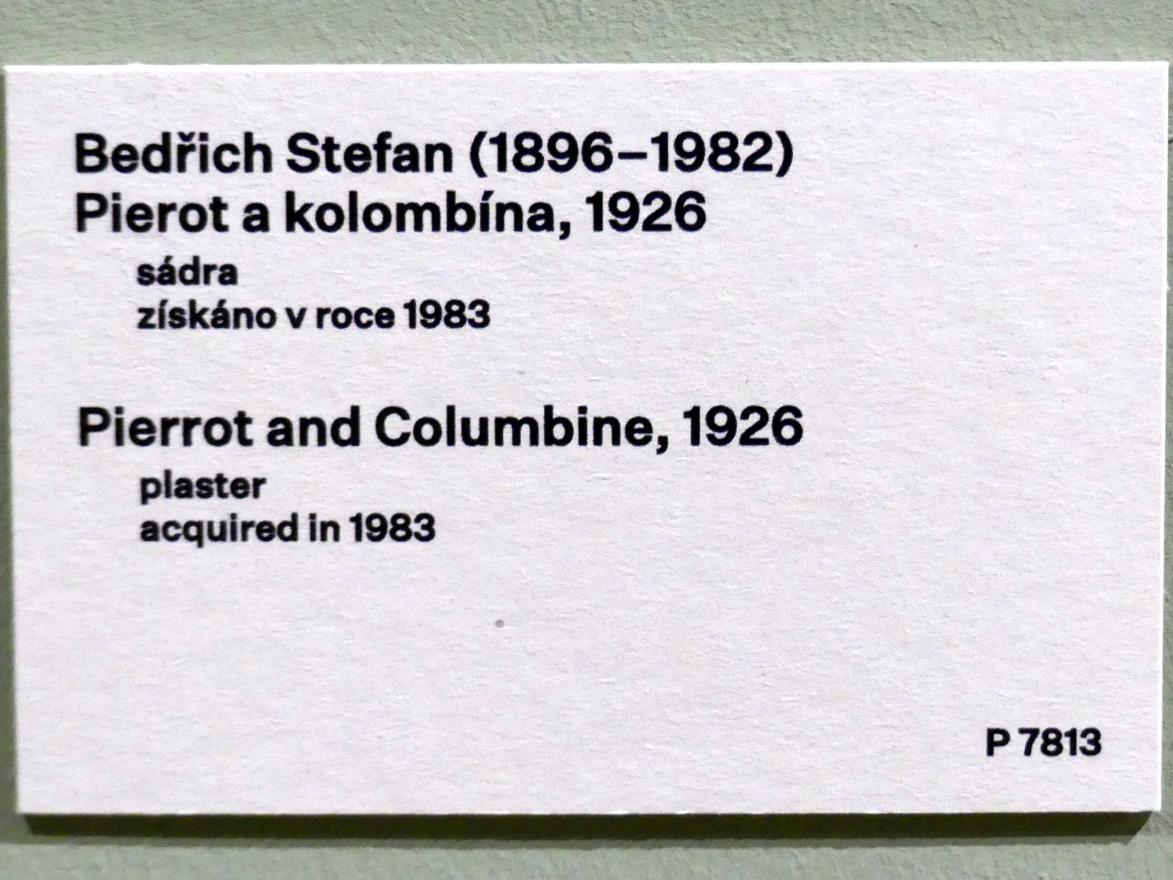 Bedřich Stefan (1896–1982)
Pierot a kolombína, 1926
sádra
získáno v roce 1983
Pierrot and Columbine, 1926
plaster
acquired in 1983
P 7813